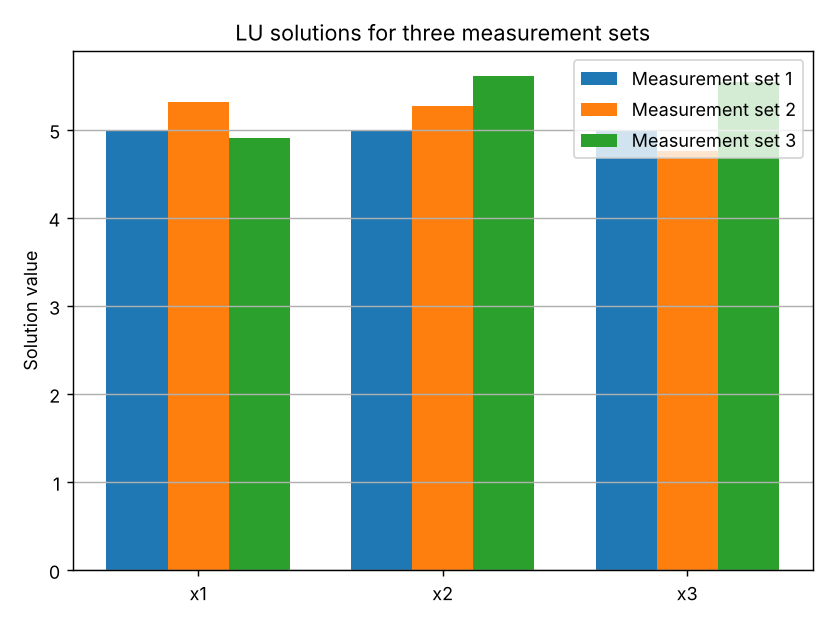 LU solutions for three measurement sets
Measurement set 1
Measurement set 2
Measurement set 3
Solution value
5
4
3
2
1
0
x1 x2 x3